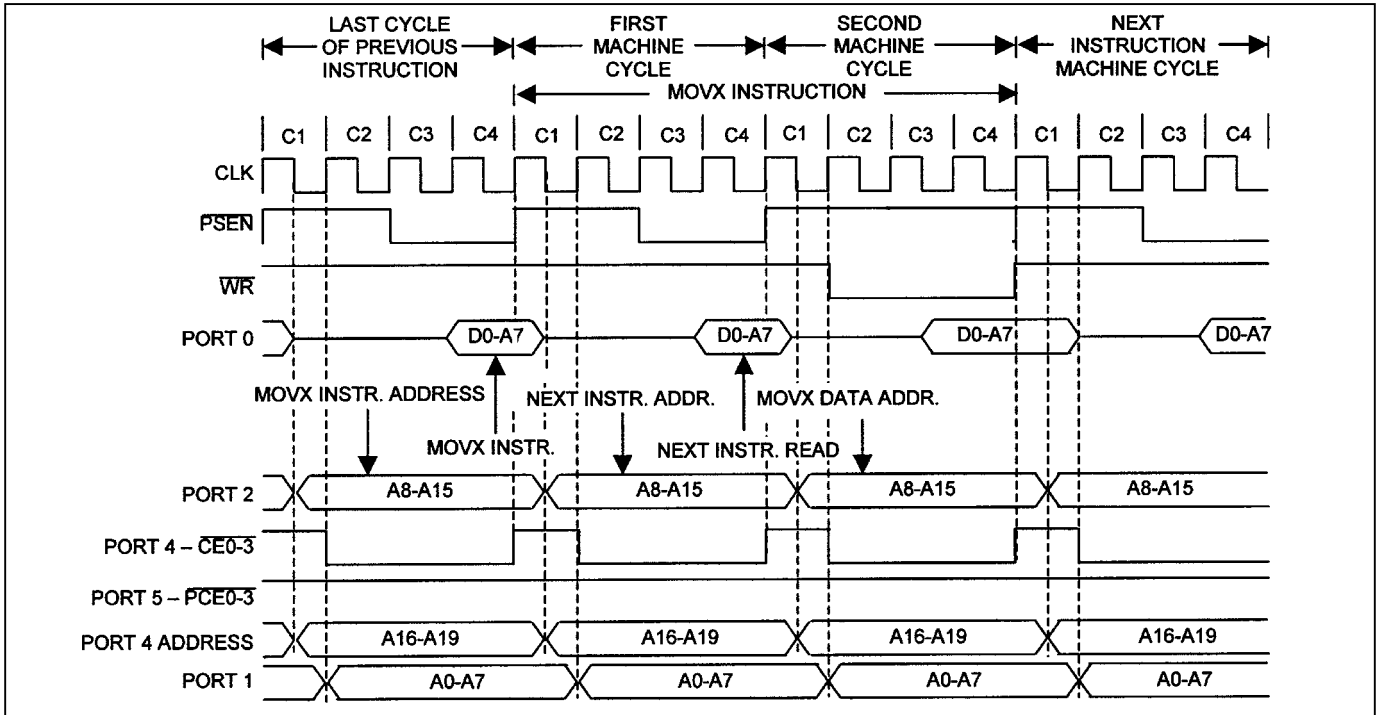 LAST CYCLE OF PREVIOUS INSTRUCTION
FIRST MACHINE CYCLE
SECOND MACHINE CYCLE
NEXT INSTRUCTION MACHINE CYCLE
MOVX INSTRUCTION
C1 C2 C3 C4 C1 C2 C3 C4 C1 C2 C3 C4 C1 C2 C3 C4
CLK
PSEN
WR
PORT 0 D0-A7 D0-A7 D0-A7 D0-A7
MOVX INSTR. ADDRESS NEXT INSTR. ADDR. MOVX DATA ADDR.
MOVX INSTR. NEXT INSTR. READ
PORT 2 A8-A15 A8-A15 A8-A15 A8-A15
PORT 4 – CE0-3
PORT 5 – PCE0-3
PORT 4 ADDRESS A16-A19 A16-A19 A16-A19 A16-A19
PORT 1 A0-A7 A0-A7 A0-A7 A0-A7